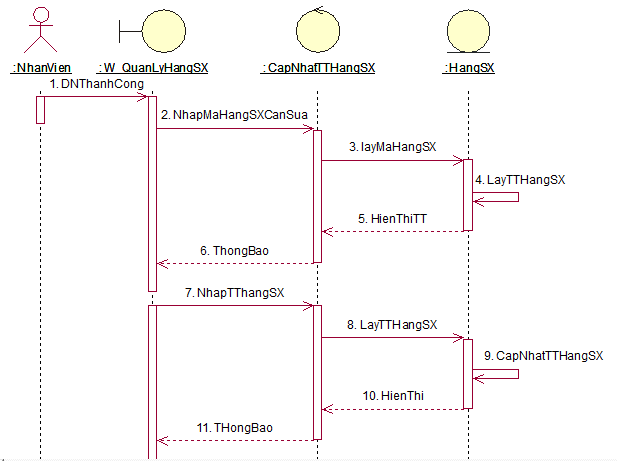 :NhanVien
:W_QuanLyHangSX
:CapNhatTTHangSX
:HangSX
1. DNThanhCong
2. NhapMaHangSXCanSua
3. layMaHangSX
4. LayTTHangSX
5. HienThiTT
6. ThongBao
7. NhapTThangSX
8. LayTTHangSX
9. CapNhatTTHangSX
10. HienThi
11. THongBao